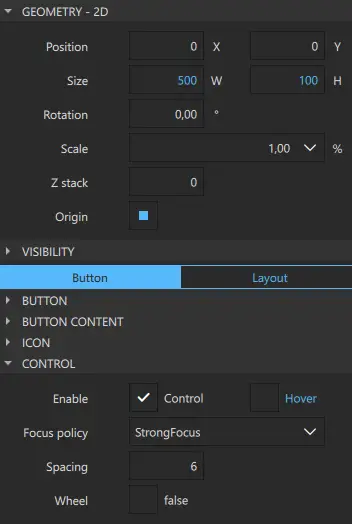 GEOMETRY - 2D
Position 0 X 0 Y
Size 500 W 100 H
Rotation 0,00 °
Scale 1,00 %
Z stack 0
Origin
VISIBILITY
Button Layout
BUTTON
BUTTON CONTENT
ICON
CONTROL
Enable Control Hover
Focus policy StrongFocus
Spacing 6
Wheel false